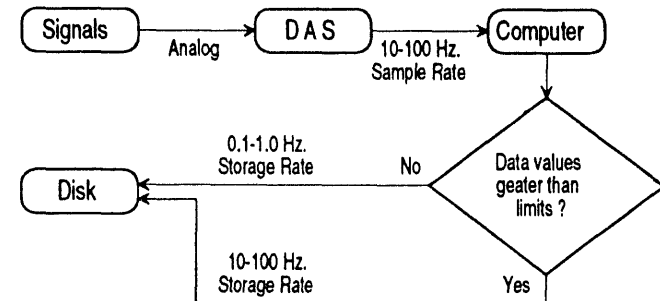 Signals
Analog
D A S
10-100 Hz.
Sample Rate
Computer
0.1-1.0 Hz.
Storage Rate
No
Data values
geater than
limits ?
Disk
10-100 Hz.
Storage Rate
Yes